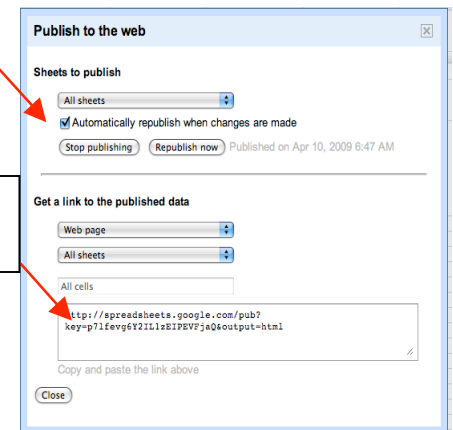 Publish to the web
Sheets to publish
All sheets
Automatically republish when changes are made
Stop publishing Republish now Published on Apr 10, 2009 6:47 AM
Get a link to the published data
Web page
All sheets
All cells
http://spreadsheets.google.com/pub?
key=p7lfevg6Y2IL1zEIPEVFjaQ&output=html
Copy and paste the link above
Close